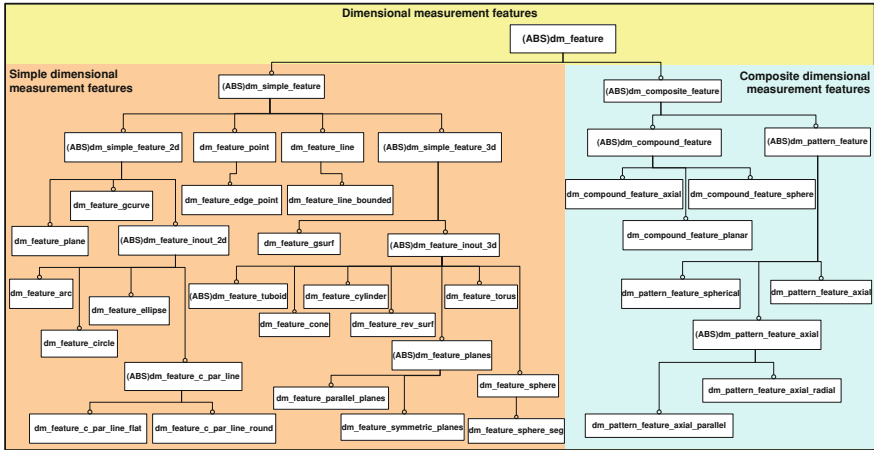 Dimensional measurement features
(ABS)dm_feature
Simple dimensional
measurement features
Composite dimensional
measurement features
(ABS)dm_simple_feature
(ABS)dm_composite_feature
(ABS)dm_simple_feature_2d
dm_feature_point
dm_feature_line
(ABS)dm_simple_feature_3d
(ABS)dm_compound_feature
(ABS)dm_pattern_feature
dm_feature_gcurve
dm_feature_edge_point
dm_feature_line_bounded
dm_compound_feature_axial
dm_compound_feature_sphere
dm_feature_plane
(ABS)dm_feature_inout_2d
dm_feature_gsurf
(ABS)dm_feature_inout_3d
dm_compound_feature_planar
dm_feature_arc
dm_feature_ellipse
(ABS)dm_feature_tuboid
dm_feature_cylinder
dm_feature_torus
dm_pattern_feature_spherical
dm_pattern_feature_axial
dm_feature_circle
dm_feature_cone
dm_feature_rev_surf
(ABS)dm_pattern_feature_axial
(ABS)dm_feature_c_par_line
(ABS)dm_feature_planes
dm_feature_sphere
dm_feature_parallel_planes
dm_pattern_feature_axial_radial
dm_feature_c_par_line_flat
dm_feature_c_par_line_round
dm_feature_symmetric_planes
dm_feature_sphere_seg
dm_pattern_feature_axial_parallel